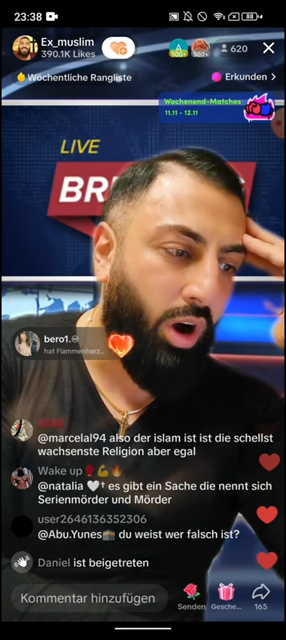 23:38
88%
Ex_muslim
390.1K Likes
500+
500+
620
Wöchentliche Rangliste
Erkunden >
Wochenend-Matches
11.11 - 12.11
LIVE
BR
bero1.
hat Flammenherz...
@marcelal94 also der islam ist ist die schellst
wachsenste Religion aber egal
Wake up
@natalia 🤍† es gibt ein Sache die nennt sich
Serienmörder und Mörder
user2646136352306
@Abu.Yunes🕋 du weist wer falsch ist?
Daniel ist beigetreten
Kommentar hinzufügen
Senden
Gesche...
165